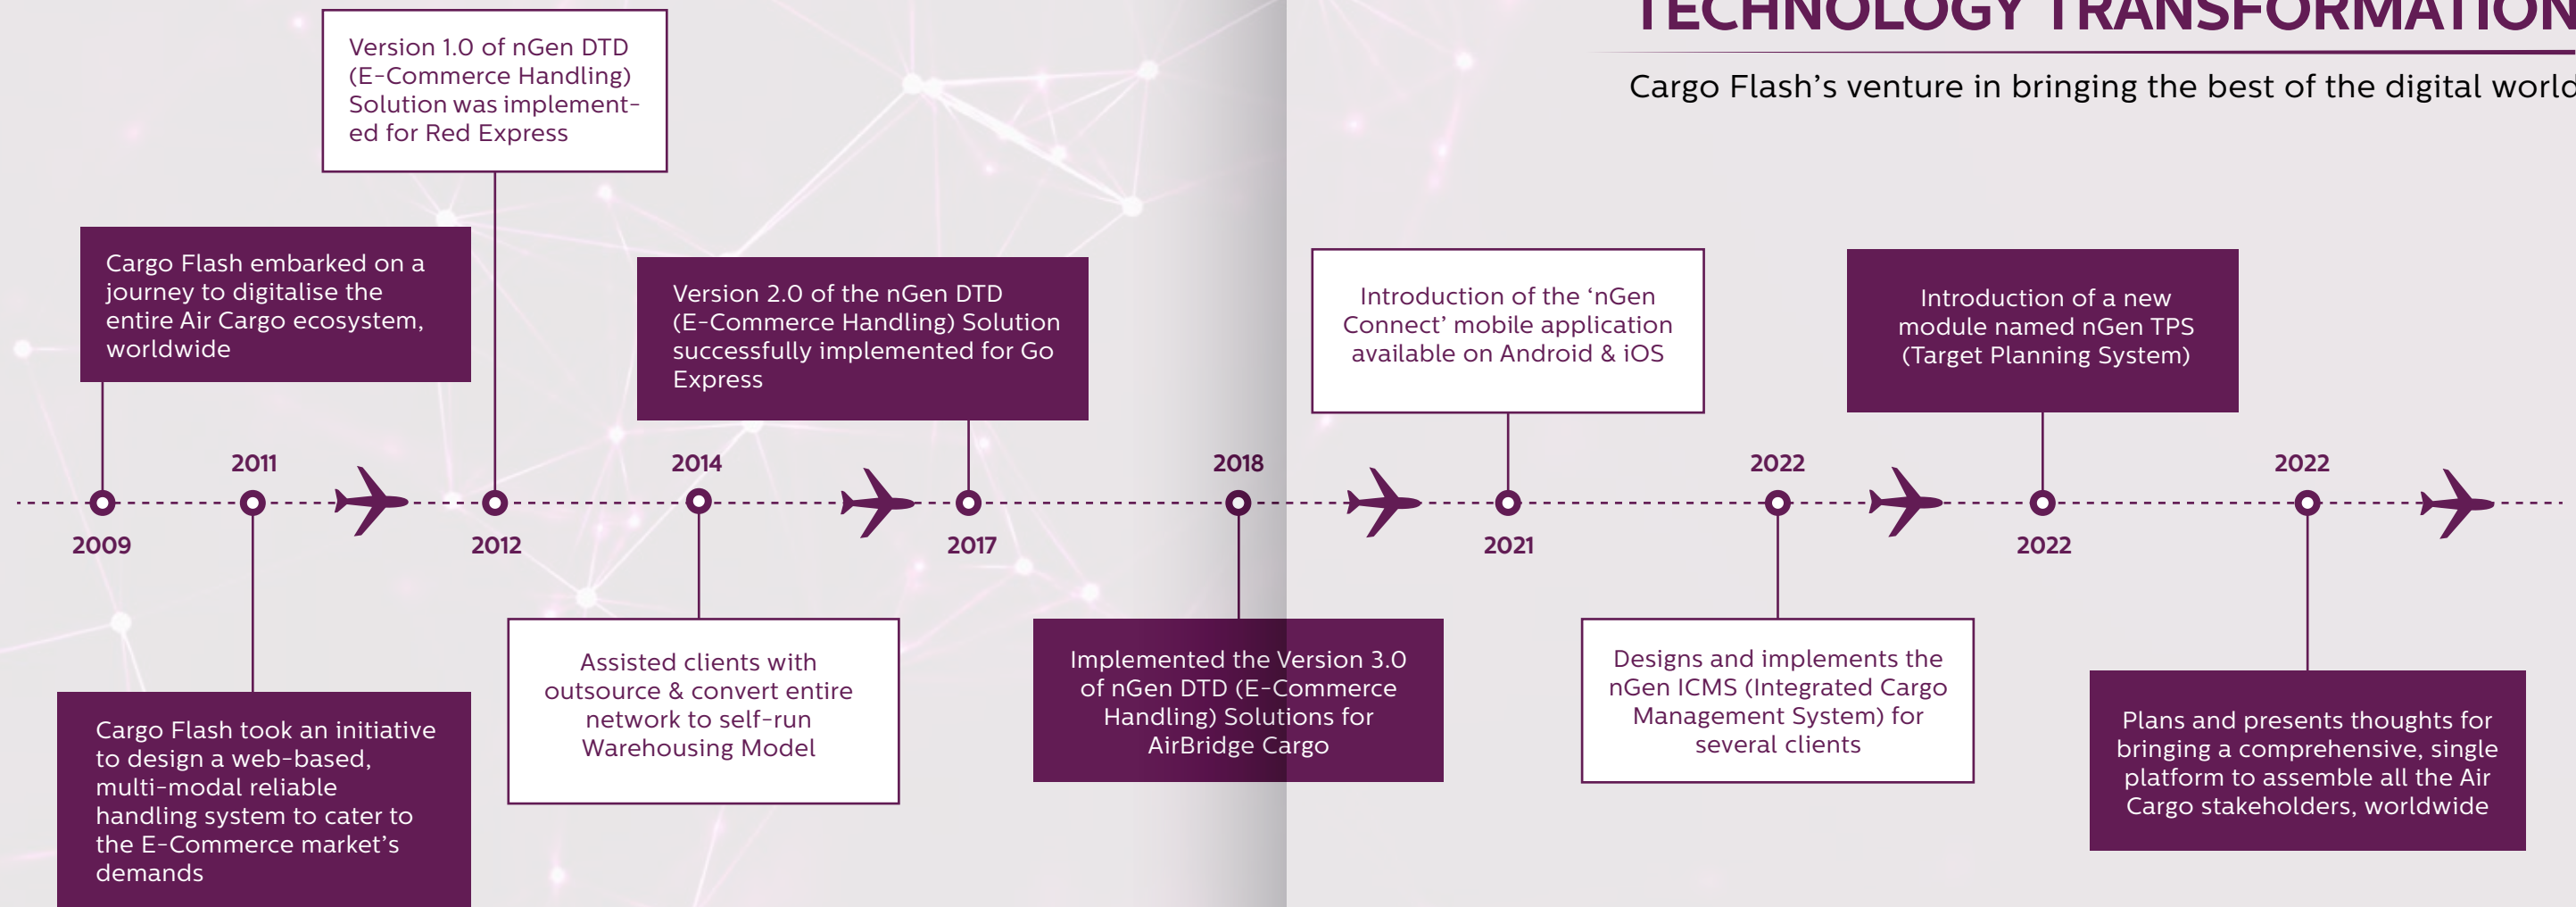 TECHNOLOGY TRANSFORMATION
Cargo Flash’s venture in bringing the best of the digital world
Version 1.0 of nGen DTD
(E-Commerce Handling)
Solution was implement-
ed for Red Express
Cargo Flash embarked on a
journey to digitalise the
entire Air Cargo ecosystem,
worldwide
Version 2.0 of the nGen DTD
(E-Commerce Handling) Solution
successfully implemented for Go
Express
Introduction of the ‘nGen
Connect’ mobile application
available on Android & iOS
Introduction of a new
module named nGen TPS
(Target Planning System)
2011
2014
2018
2022
2022
2009
2012
2017
2021
2022
Cargo Flash took an initiative
to design a web-based,
multi-modal reliable
handling system to cater to
the E-Commerce market’s
demands
Assisted clients with
outsource & convert entire
network to self-run
Warehousing Model
Implemented the Version 3.0
of nGen DTD (E-Commerce
Handling) Solutions for
AirBridge Cargo
Designs and implements the
nGen ICMS (Integrated Cargo
Management System) for
several clients
Plans and presents thoughts for
bringing a comprehensive, single
platform to assemble all the Air
Cargo stakeholders, worldwide